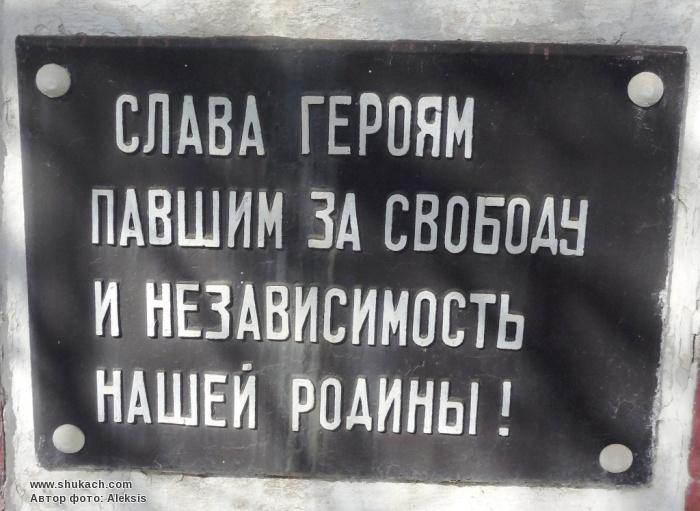 СЛАВА ГЕРОЯМ
ПАВШИМ ЗА СВОБОДУ
И НЕЗАВИСИМОСТЬ
НАШЕЙ РОДИНЫ!
www.shukach.com
Автор фото: Aleksis